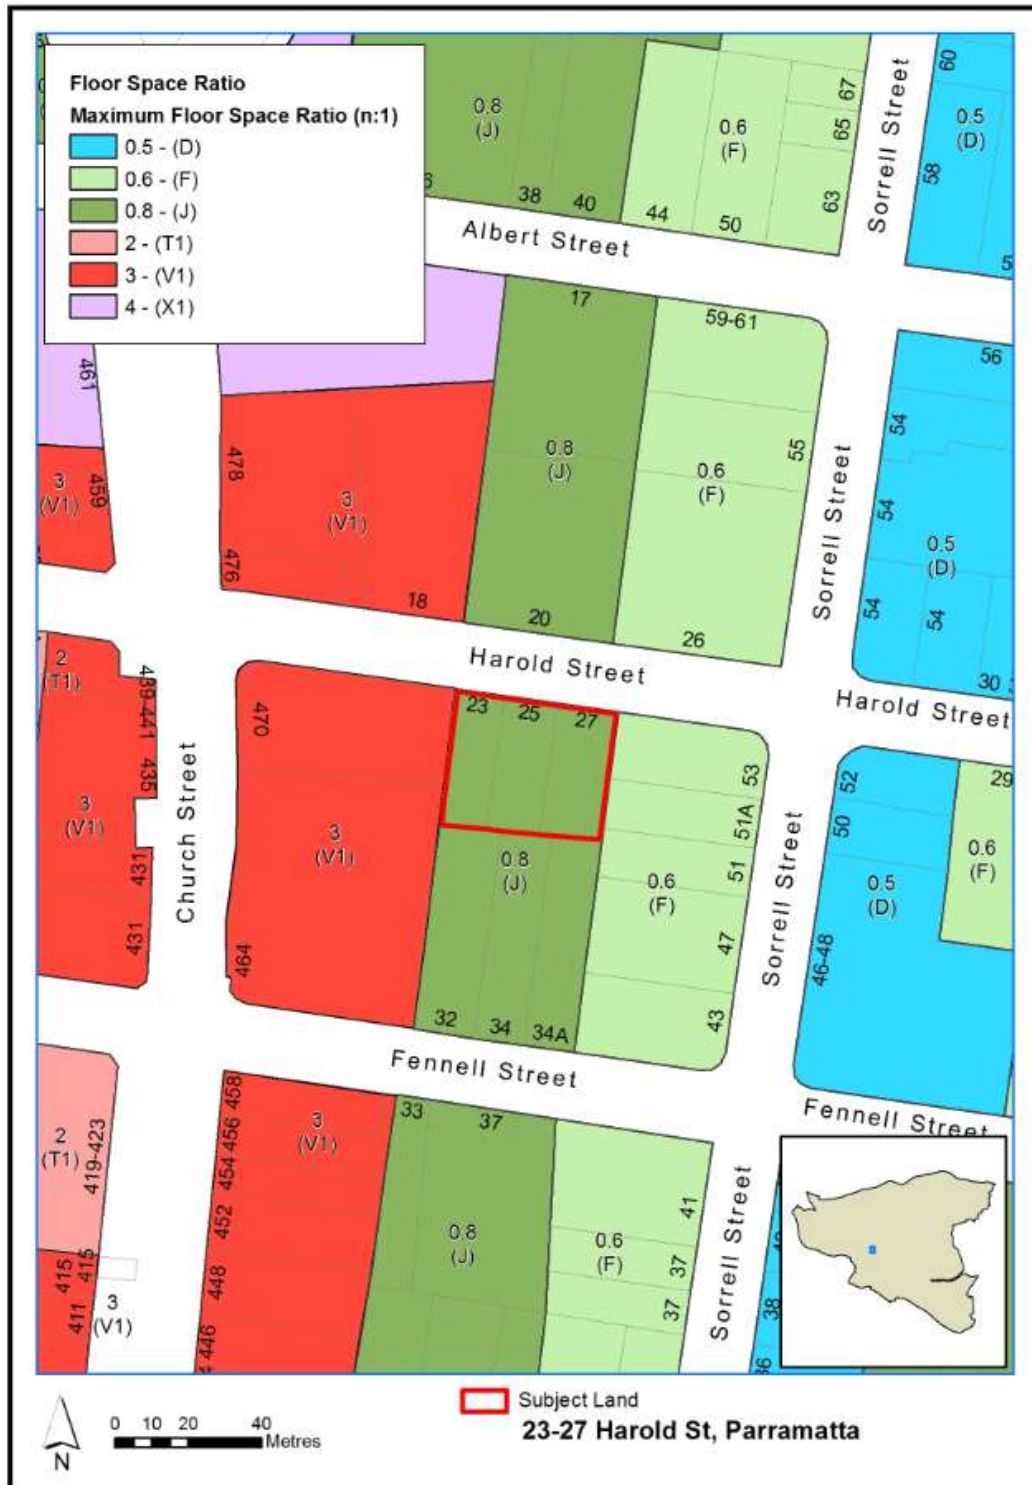 Floor Space Ratio
Maximum Floor Space Ratio (n:1)
0.5 - (D)
0.6 - (F)
0.8 - (J)
2 - (T1)
3 - (V1)
4 - (X1)
0.8
(J)
38
40
0.6
(F)
44
50
67
65
63
Sorrell Street
60
0.5
(D)
58
Albert Street
17
59-61
56
461
3
(V1)
459
478
476
3
(V1)
18
0.8
(J)
20
0.6
(F)
55
26
Sorrell Street
54
54
54
54
0.5
(D)
30
Harold Street
Harold Street
2
(T1)
439-441
435
3
(V1)
431
431
Church Street
470
3
(V1)
464
23
25
27
0.8
(J)
32
34
34A
53
51A
51
0.6
(F)
47
43
Sorrell Street
52
50
0.5
(D)
46-48
29
0.6
(F)
Fennell Street
Fennell Street
2
(T1)
419-423
415
415
411
3
(V1)
458
456
454
452
448
446
3
(V1)
33
37
0.8
(J)
0.6
(F)
41
37
37
Sorrell Street
38
N
0 10 20 40
Metres
Subject Land
23-27 Harold St, Parramatta